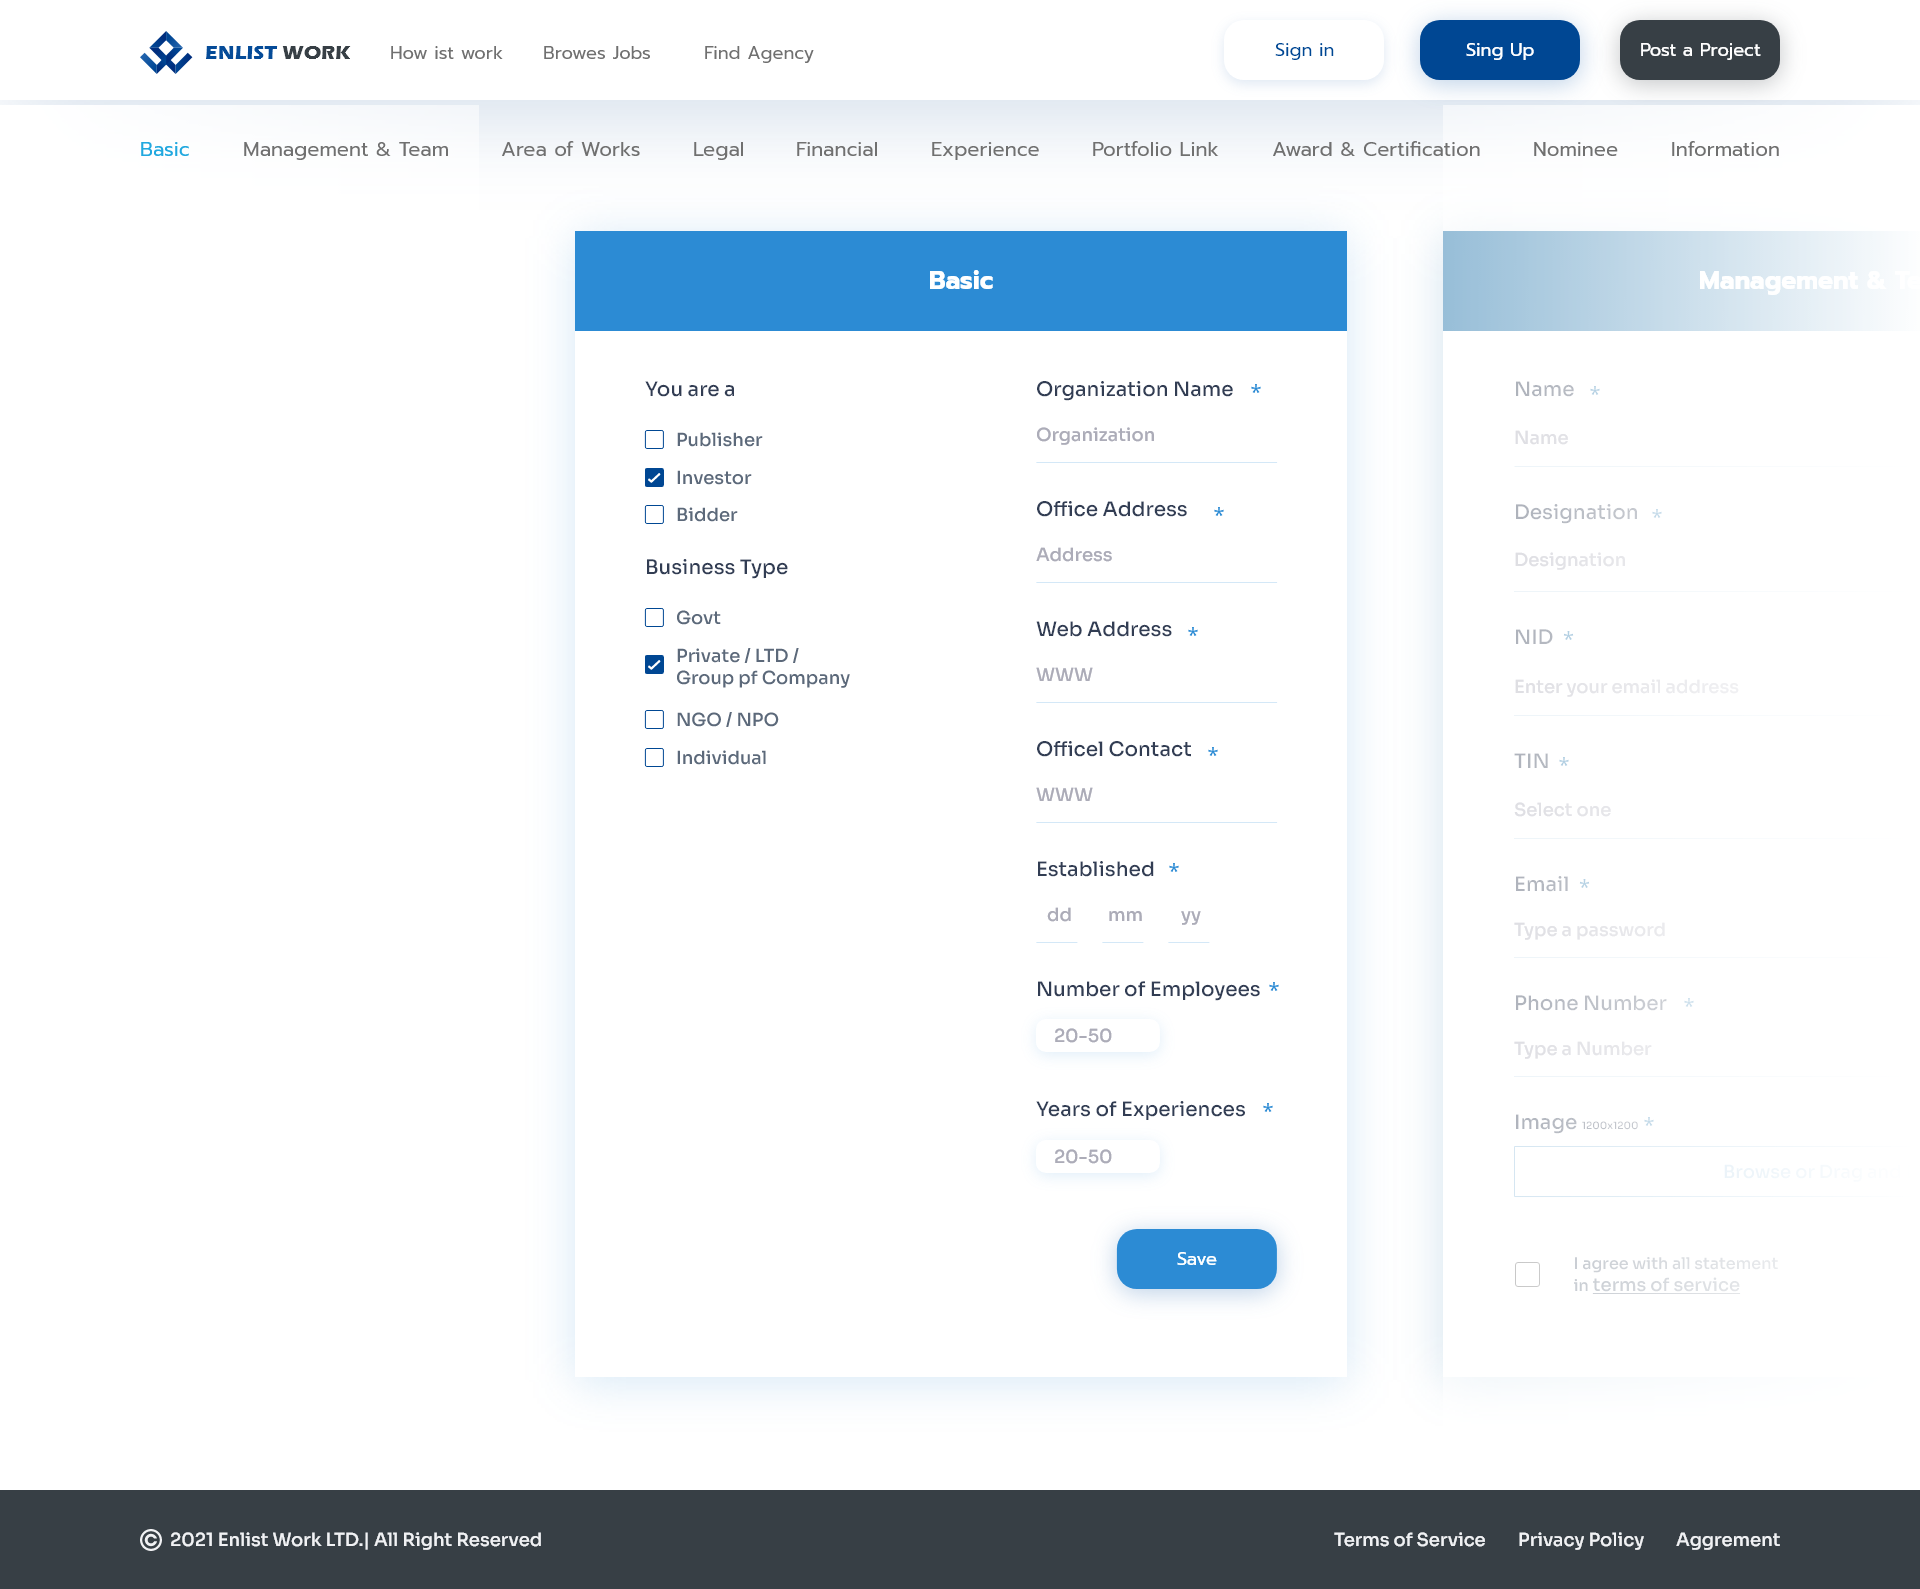 ENLIST WORK
How ist work
Browes Jobs
Find Agency
Sign in
Sing Up
Post a Project
Basic
Management & Team
Area of Works
Legal
Financial
Experience
Portfolio Link
Award & Certification
Nominee
Information
Basic
You are a
Publisher
Investor
Bidder
Business Type
Govt
Private / LTD /
Group pf Company
NGO / NPO
Individual
Organization Name *
Organization
Office Address *
Address
Web Address *
WWW
Officel Contact *
WWW
Established *
dd mm yy
Number of Employees *
20-50
Years of Experiences *
20-50
Save
Management &
Name *
Name
Designation *
Designation
NID *
Enter your email address
TIN *
Select one
Email *
Type a password
Phone Number *
Type a Number
Image 1200x1200 *
Browse or Drag
I agree with all statement
in terms of service
© 2021 Enlist Work LTD.| All Right Reserved
Terms of Service
Privacy Policy
Aggrement